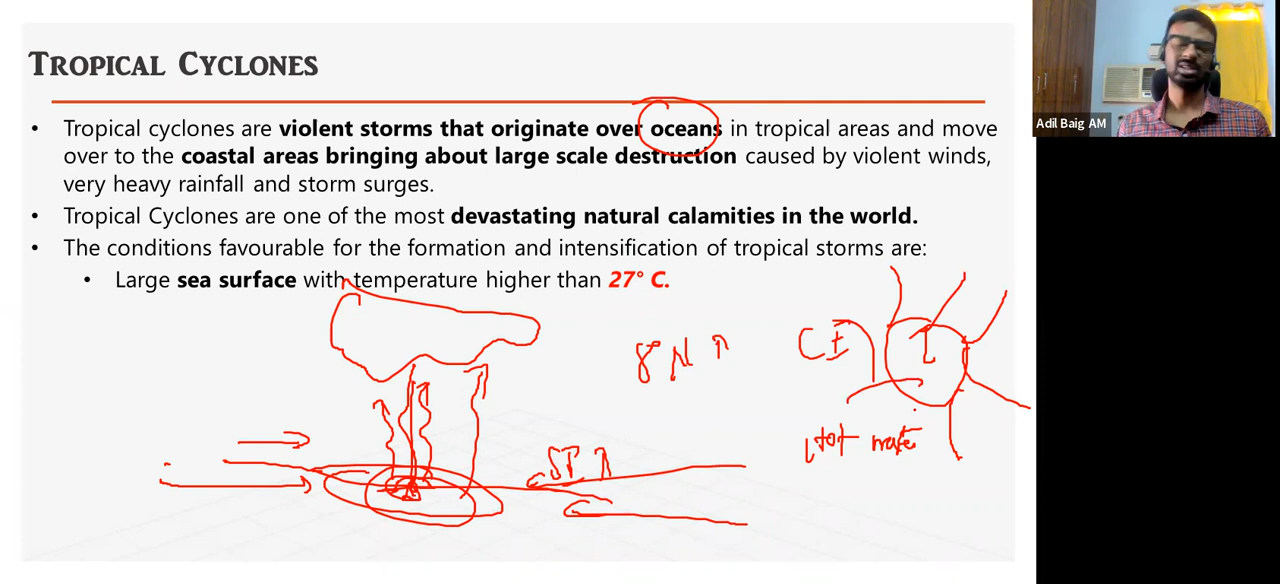 TROPICAL CYCLONES
• Tropical cyclones are violent storms that originate over oceans in tropical areas and move
over to the coastal areas bringing about large scale destruction caused by violent winds,
very heavy rainfall and storm surges.
• Tropical Cyclones are one of the most devastating natural calamities in the world.
• The conditions favourable for the formation and intensification of tropical storms are:
• Large sea surface with temperature higher than 27° C.
8° N ↑
CF
L
ST ↑
Adil Baig AM